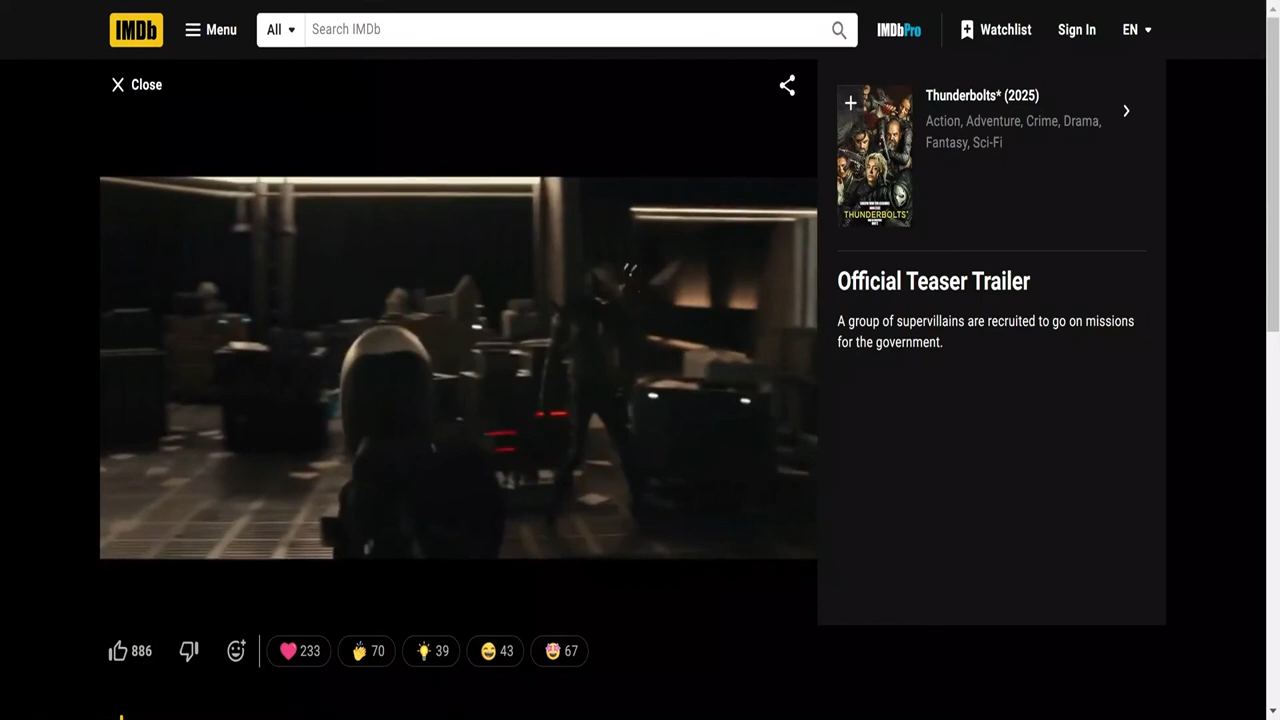 IMDb
Menu
All
Search IMDb
IMDbPro
Watchlist
Sign In
EN
Close
Thunderbolts* (2025)
Action, Adventure, Crime, Drama,
Fantasy, Sci-Fi
THUNDERBOLTS*
Official Teaser Trailer
A group of supervillains are recruited to go on missions
for the government.
886
233
70
39
43
67